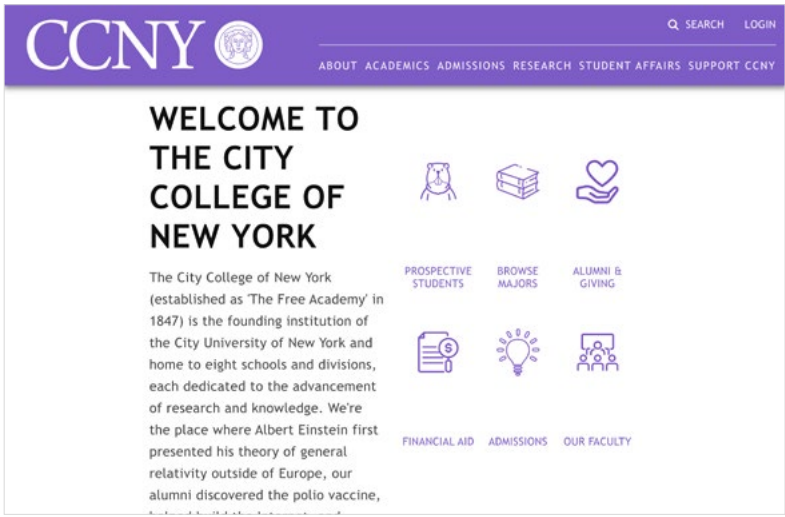 CCNY
SEARCH LOGIN
ABOUT ACADEMICS ADMISSIONS RESEARCH STUDENT AFFAIRS SUPPORT CCNY
WELCOME TO
THE CITY
COLLEGE OF
NEW YORK
The City College of New York
(established as 'The Free Academy' in
1847) is the founding institution of
the City University of New York and
home to eight schools and divisions,
each dedicated to the advancement
of research and knowledge. We're
the place where Albert Einstein first
presented his theory of general
relativity outside of Europe, our
alumni discovered the polio vaccine,
PROSPECTIVE
STUDENTS
BROWSE
MAJORS
ALUMNI &
GIVING
FINANCIAL AID
ADMISSIONS
OUR FACULTY